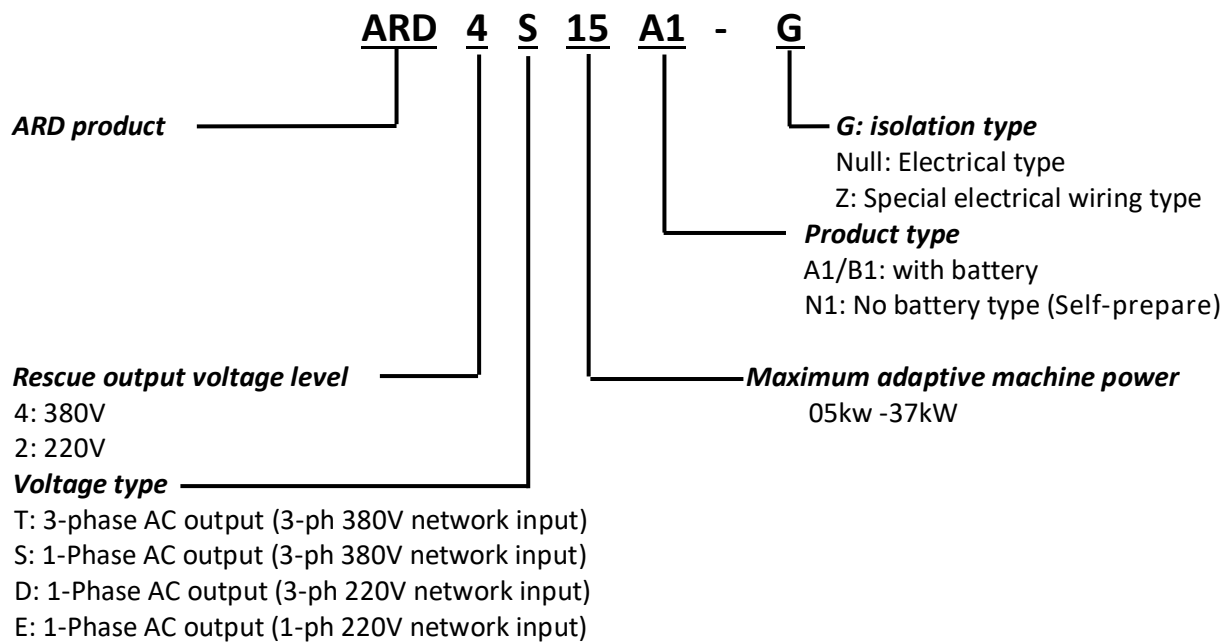 ARD 4 S 15 A1 - G
ARD product
G: isolation type
Null: Electrical type
Z: Special electrical wiring type
Product type
A1/B1: with battery
N1: No battery type (Self-prepare)
Rescue output voltage level
4: 380V
2: 220V
Maximum adaptive machine power
05kw -37kW
Voltage type
T: 3-phase AC output (3-ph 380V network input)
S: 1-Phase AC output (3-ph 380V network input)
D: 1-Phase AC output (3-ph 220V network input)
E: 1-Phase AC output (1-ph 220V network input)